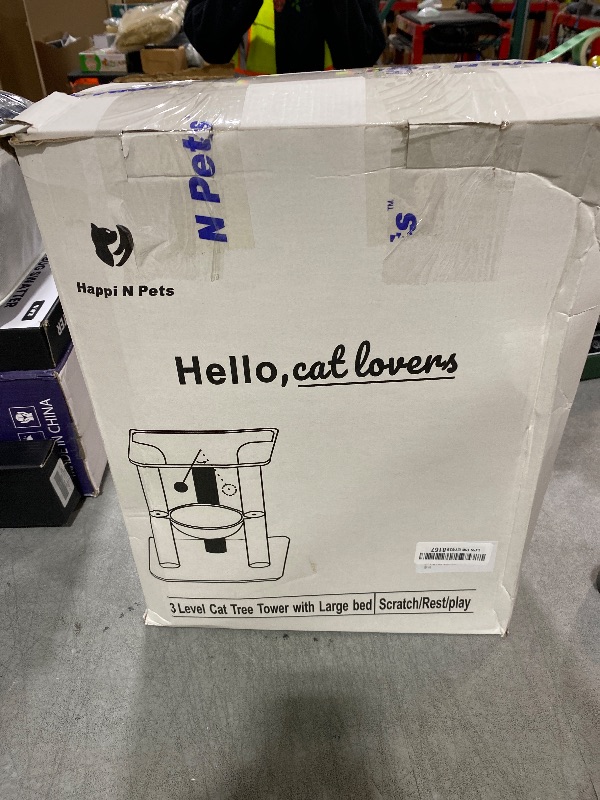 N Pets
's™
Happi N Pets
Hello, cat lovers
IN CHINA
3 Level Cat Tree Tower with Large bed | Scratch/Rest/play